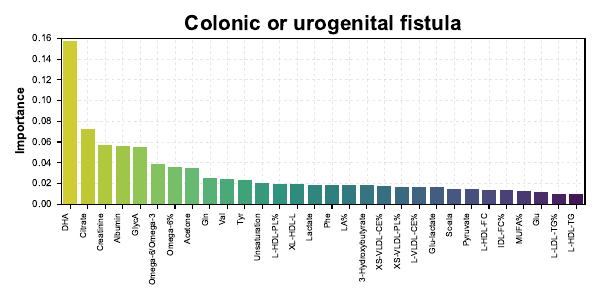 Colonic or urogenital fistula
Importance
0.16
0.14
0.12
0.10
0.08
0.06
0.04
0.02
0.00
DHA
Citrate
Creatinine
Albumin
GlycA
Omega-6/Omega-3
Omega-6%
Acetone
Gln
Val
Tyr
Unsaturation
L-HDL-PL%
XL-HDL-L
Lactate
Phe
LA%
3-Hydroxybutyrate
XS-VLDL-CE%
XS-VLDL-PL%
L-VLDL-CE%
Glu-lactate
Scala
Pyruvate
L-HDL-FC
IDL-FC%
MUFA%
Glu
L-LDL-TG%
L-HDL-TG